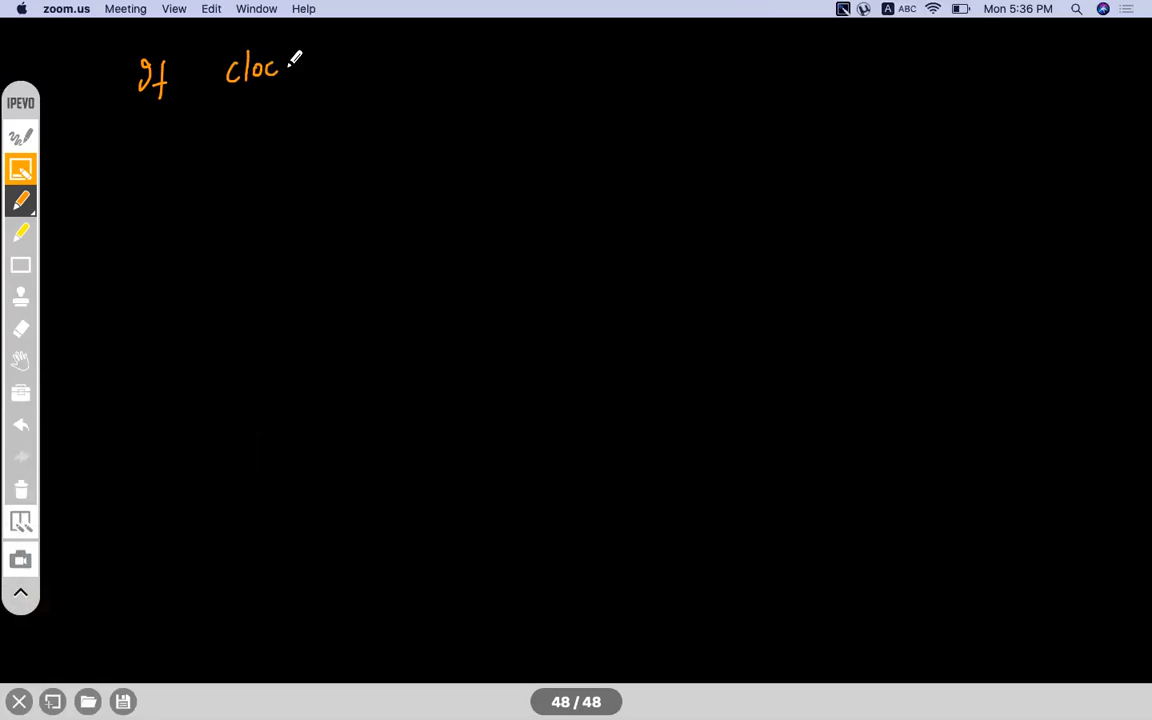 zoom.us Meeting View Edit Window Help A ABC Mon 5:36 PM
If cloc
IPEVO
48 / 48